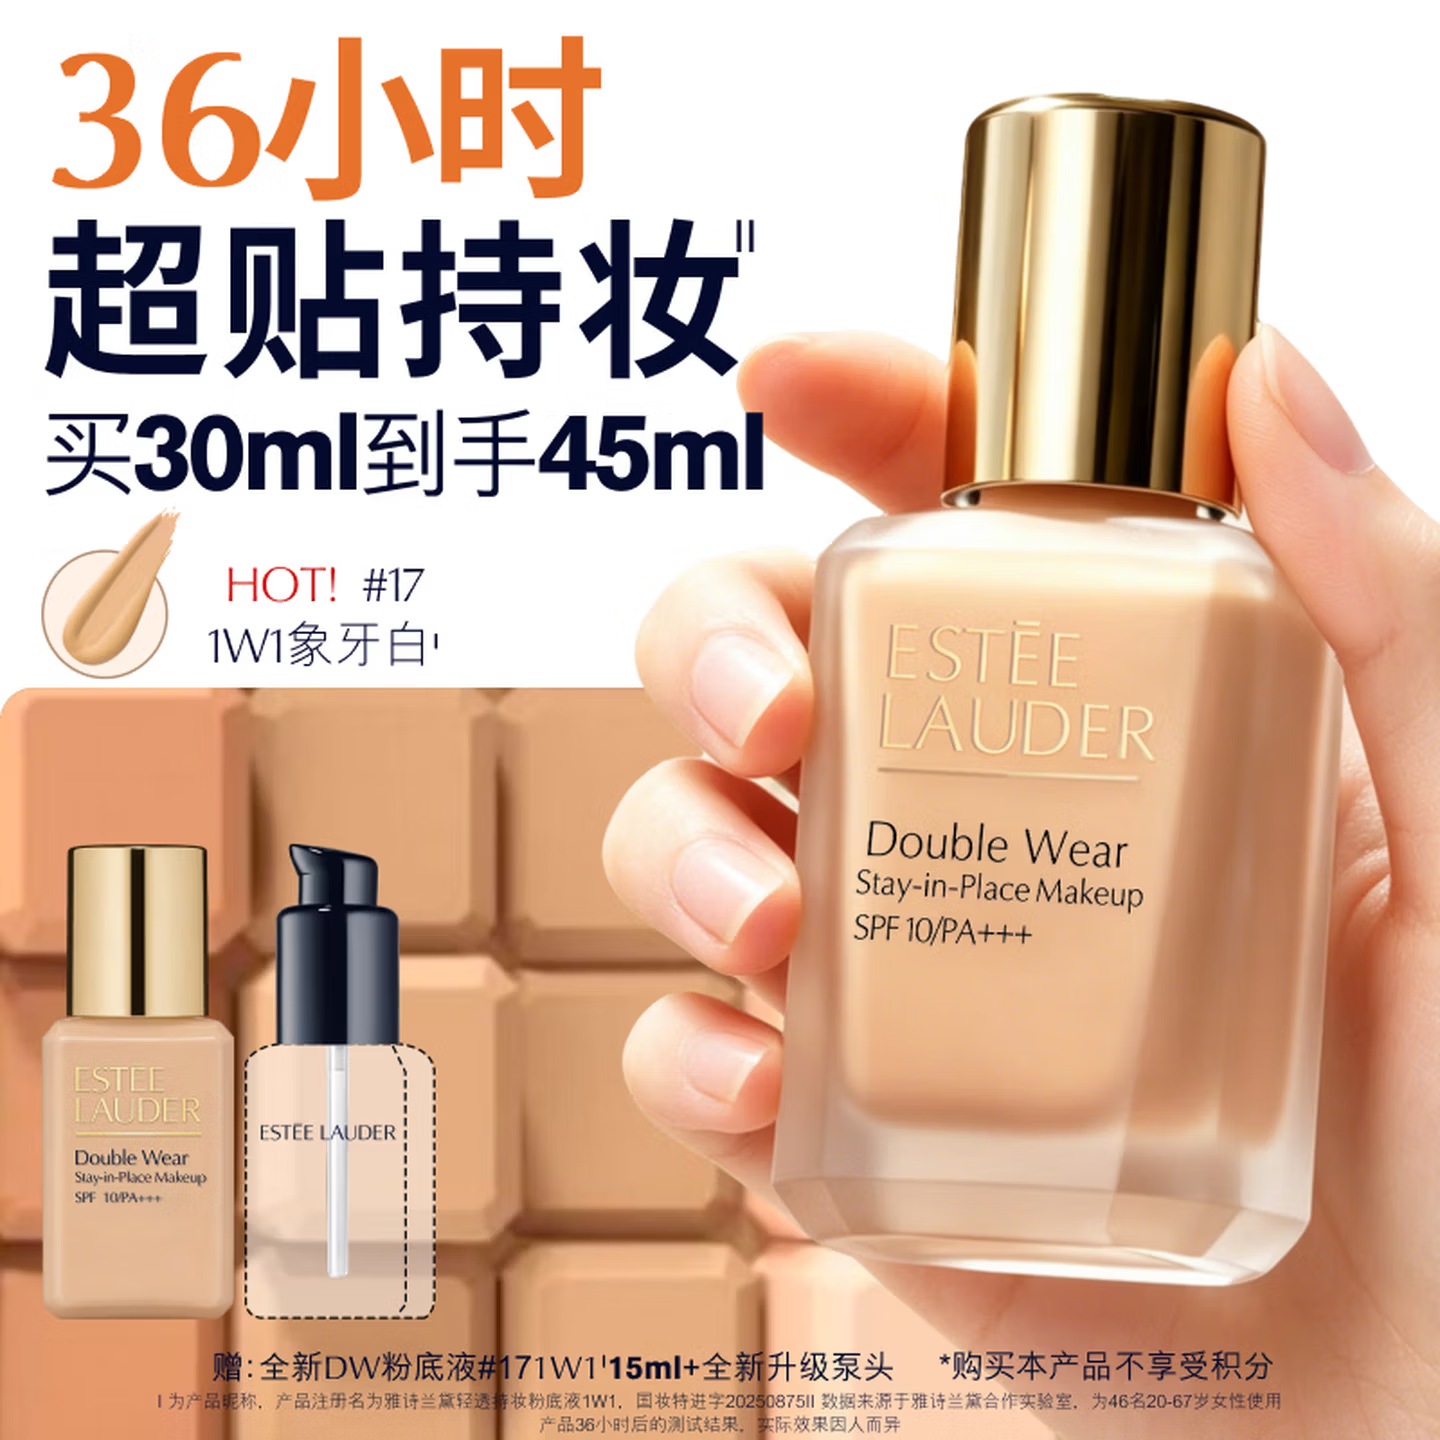 36小时
超贴持妆II
买30ml到手45ml
HOT! #17
1W1象牙白I
ESTĒE
LAUDER
Double Wear
Stay-in-Place Makeup
SPF 10/PA+++
ESTĒE
LAUDER
Double Wear
Stay-in-Place Makeup
SPF 10/PA+++
ESTĒE LAUDER
赠:全新DW粉底液#171W1I15ml+全新升级泵头 *购买本产品不享受积分
I 为产品昵称，产品注册名为雅诗兰黛轻透持妆粉底液1W1，国妆特进字20250875II 数据来源于雅诗兰黛合作实验室，为46名20-67岁女性使用
产品36小时后的测试结果，实际效果因人而异